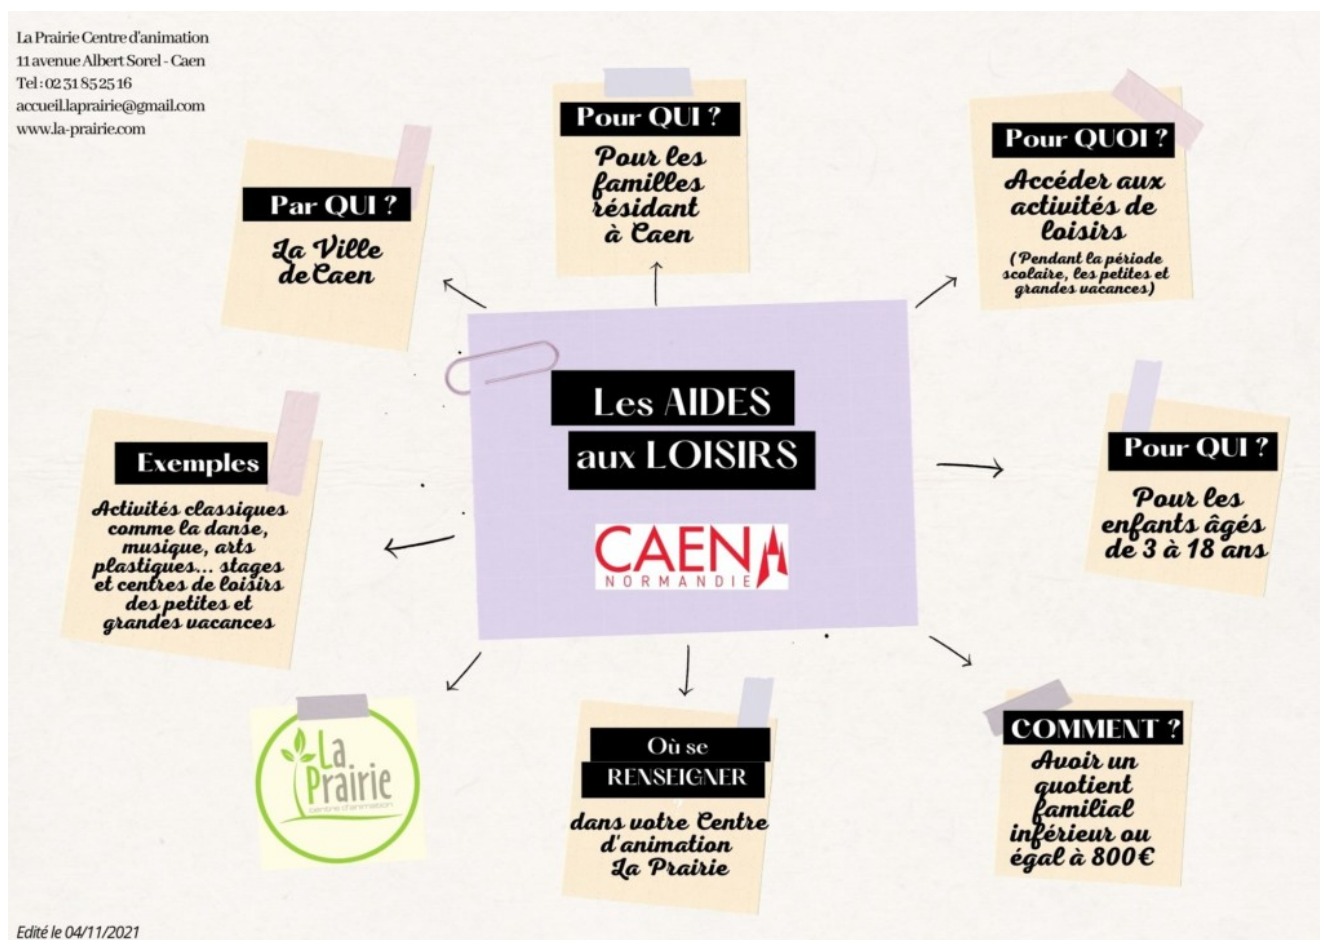 La Prairie Centre d'animation
11 avenue Albert Sorel - Caen
Tel : 02 31 85 25 16
accueil.laprairie@gmail.com
www.la-prairie.com
Par QUI ?
La Ville
de Caen
Pour QUI ?
Pour les
familles
résidant
à Caen
Pour QUOI ?
Accéder aux
activités de
loisirs
(Pendant la période
scolaire, les petites et
grandes vacances)
Les AIDES
aux LOISIRS
CAEN
NORMANDIE
Exemples
Activités classiques
comme la danse,
musique, arts
plastiques... stages
et centres de loisirs
des petites et
grandes vacances
Pour QUI ?
Pour les
enfants âgés
de 3 à 18 ans
La
Prairie
centre d'animation
Où se
RENSEIGNER
dans votre Centre
d'animation
La Prairie
COMMENT ?
Avoir un
quotient
familial
inférieur ou
égal à 800€
Edité le 04/11/2021